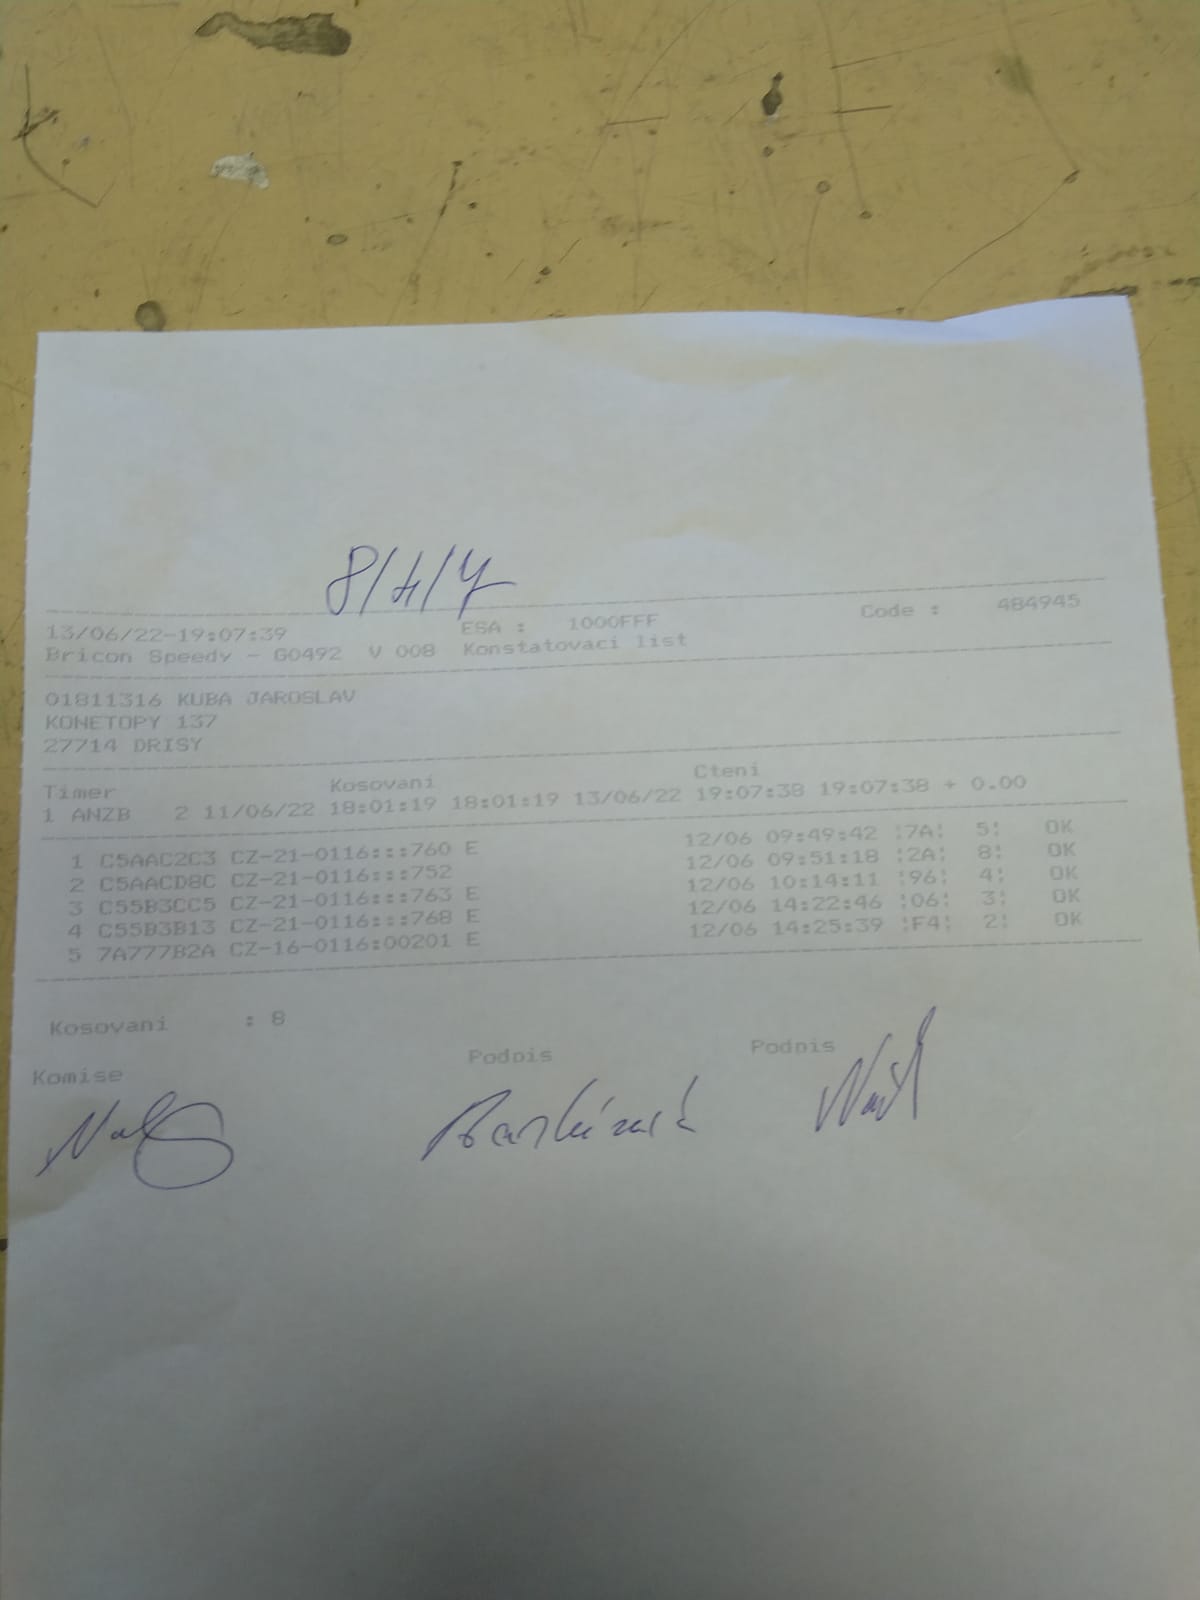 8/4/4
13/06/22-19:07:39 ESA : 1000FFF Code : 4B4945
Bricon Speedy - G0492 V 008 Konstatovaci list
01811316 KUBA JAROSLAV
KONETOPY 137
27714 DRISY
Timer Kosovani Cteni
1 ANZB 2 11/06/22 18:01:19 18:01:19 13/06/22 19:07:38 19:07:38 + 0.00
1 C5AAC2C3 CZ-21-0116:::760 E 12/06 09:49:42 :7A: 5: OK
2 C5AACD8C CZ-21-0116:::752 12/06 09:51:18 :2A: 8: OK
3 C55B3CC5 CZ-21-0116:::763 E 12/06 10:14:11 :96: 4: OK
4 C55B3B13 CZ-21-0116:::768 E 12/06 14:22:46 :06: 3: OK
5 7A777B2A CZ-16-0116:00201 E 12/06 14:25:39 :F4: 2: OK
Kosovani : 8
Komise Podpis Podpis